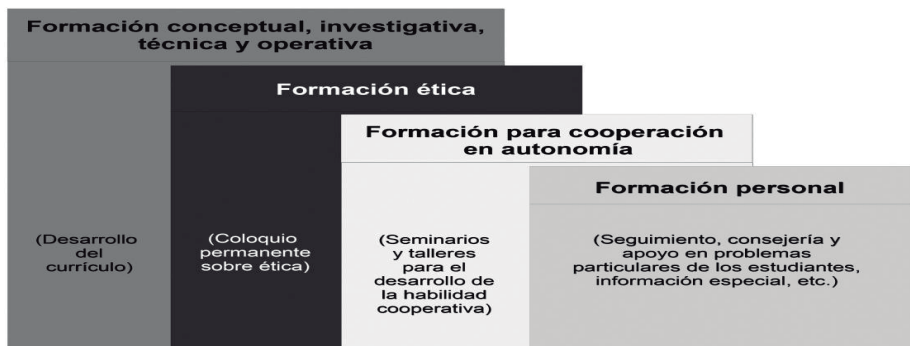 Formación conceptual, investigativa,
técnica y operativa
Formación ética
Formación para cooperación
en autonomía
Formación personal
(Desarrollo
del
currículo)
(Coloquio
permanente
sobre ética)
(Seminarios
y talleres
para el
desarrollo de
la habilidad
cooperativa)
(Seguimiento, consejería y
apoyo en problemas
particulares de los estudiantes,
información especial, etc.)